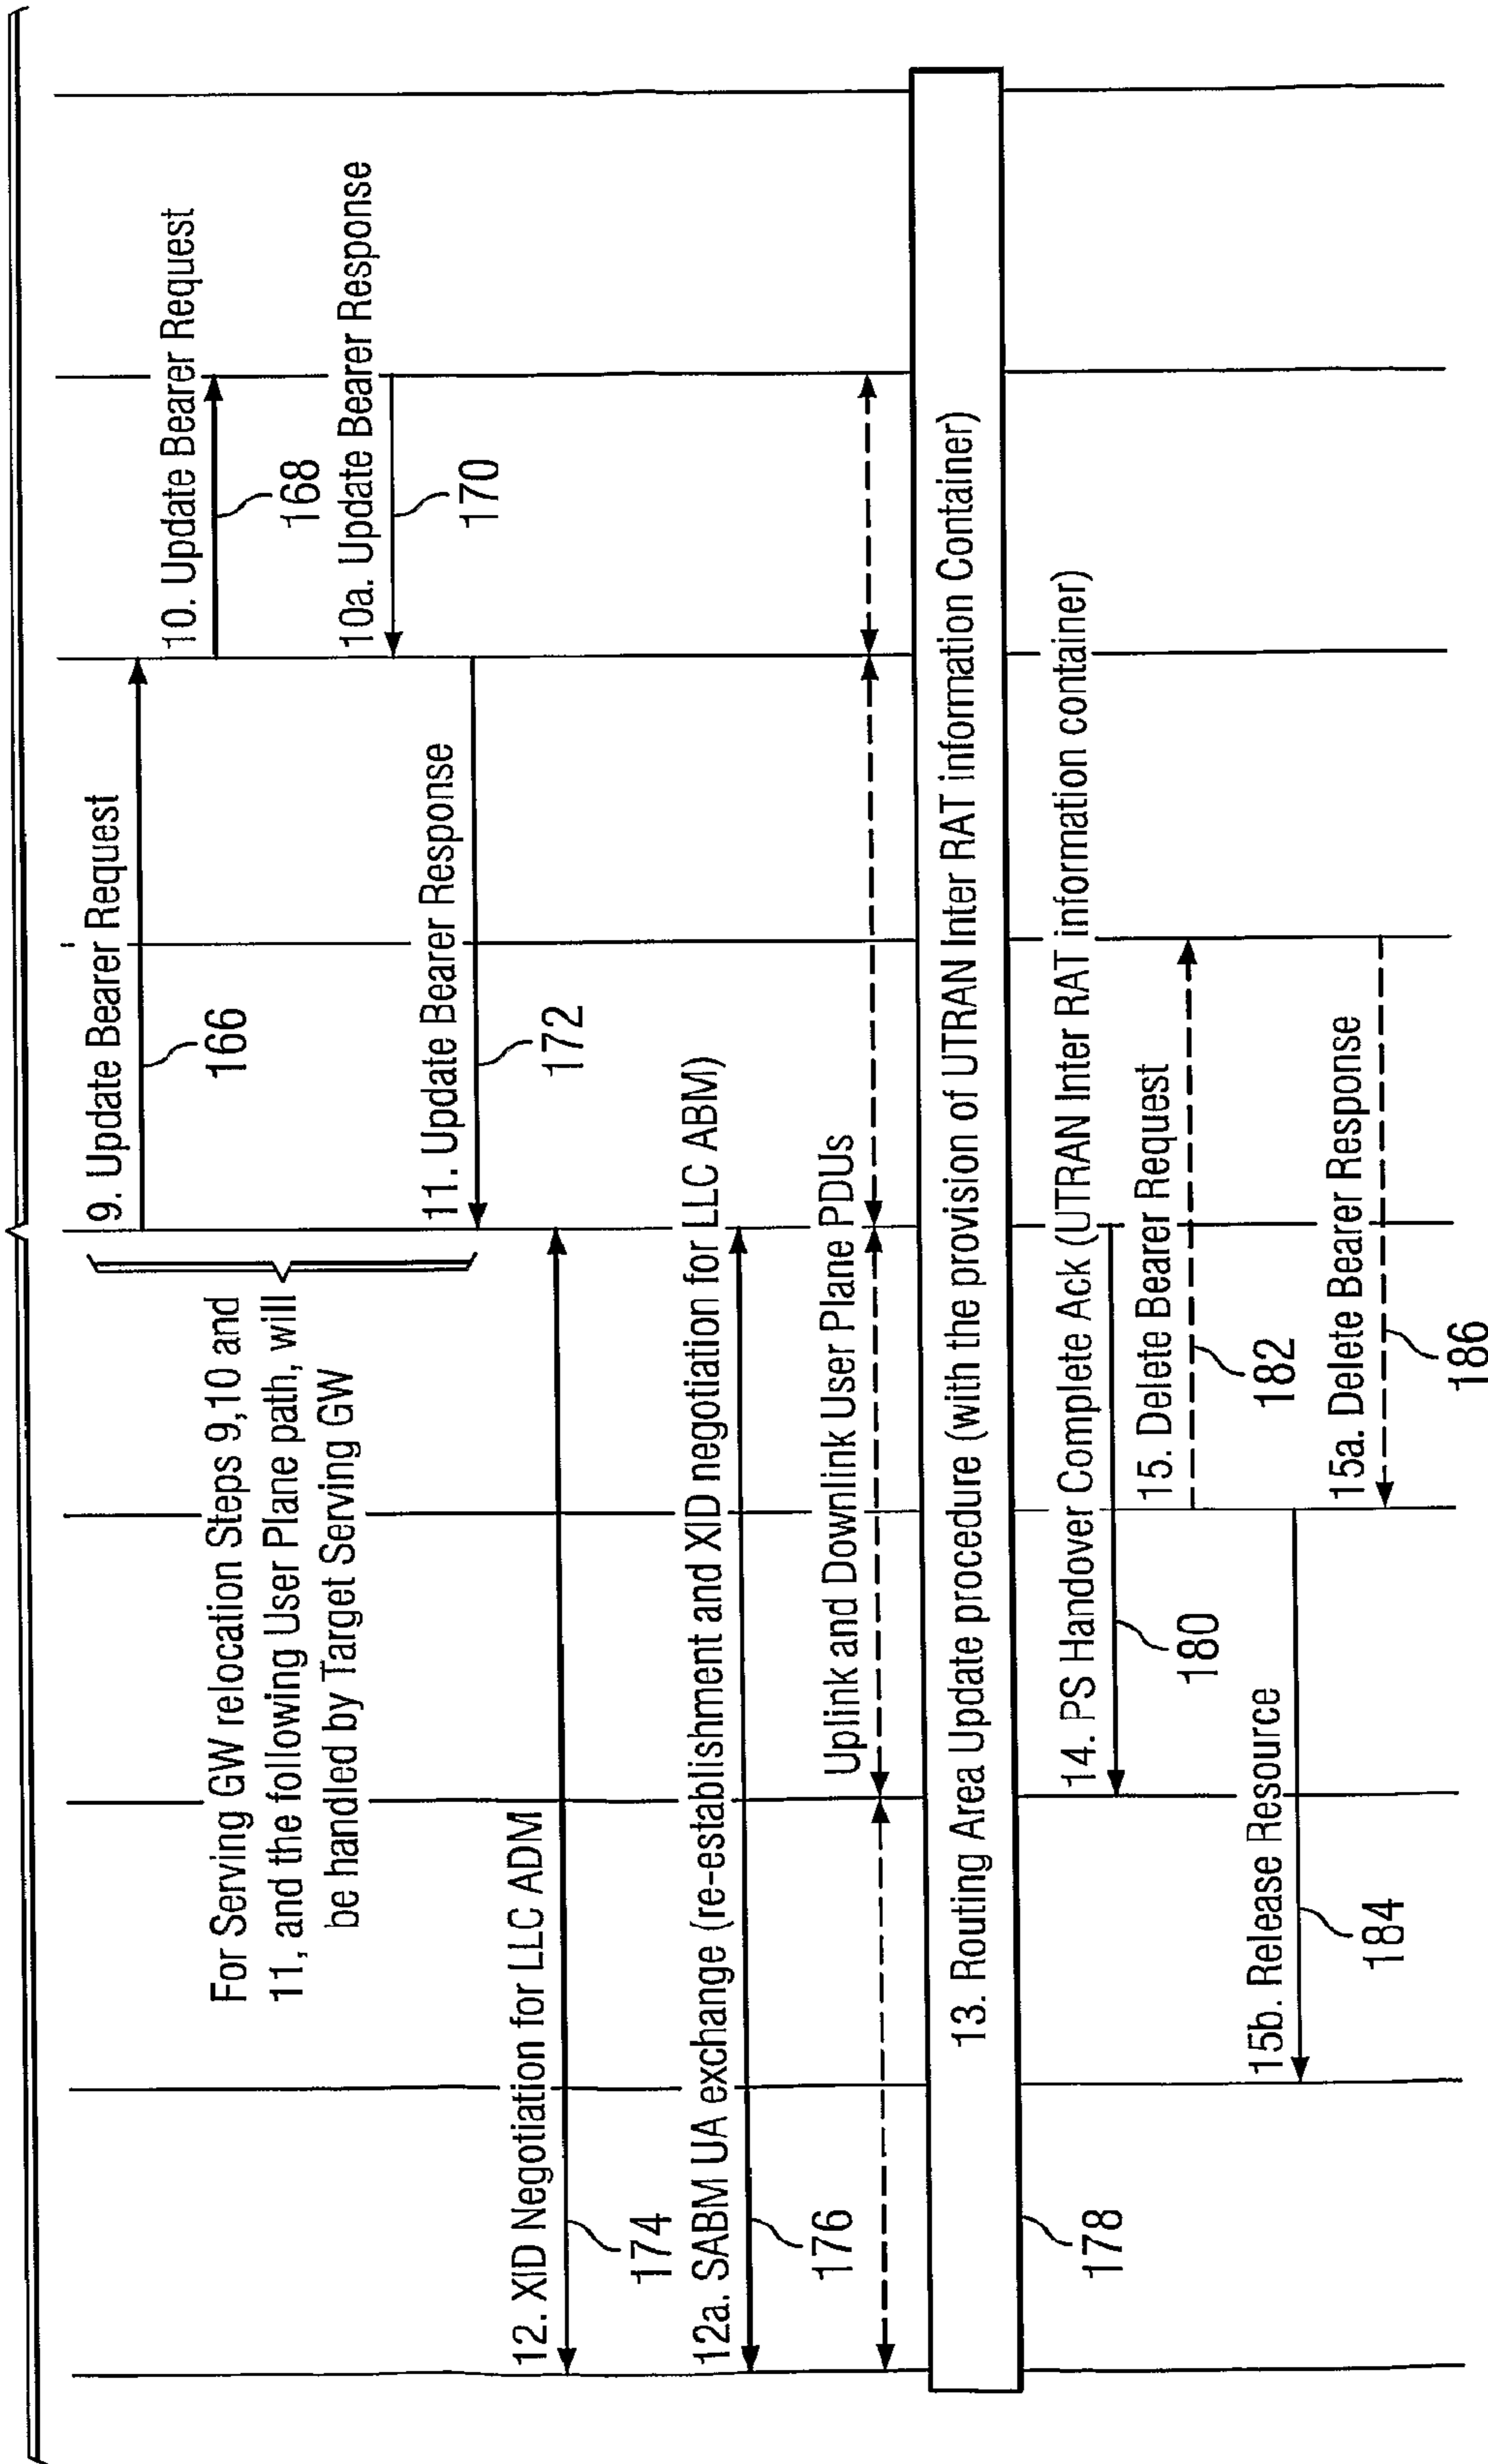 9. Update Bearer Request
166
10. Update Bearer Request
168
For Serving GW relocation Steps 9,10 and
11, and the following User Plane path, will
be handled by Target Serving GW
10a. Update Bearer Response
170
11. Update Bearer Response
172
12. XID Negotiation for LLC ADM
174
12a. SABM UA exchange (re-establishment and XID negotiation for LLC ABM)
176
Uplink and Downlink User Plane PDUs
13. Routing Area Update procedure (with the provision of UTRAN Inter RAT information Container)
178
14. PS Handover Complete Ack (UTRAN Inter RAT information container)
180
15. Delete Bearer Request
182
15b. Release Resource
184
15a. Delete Bearer Response
186